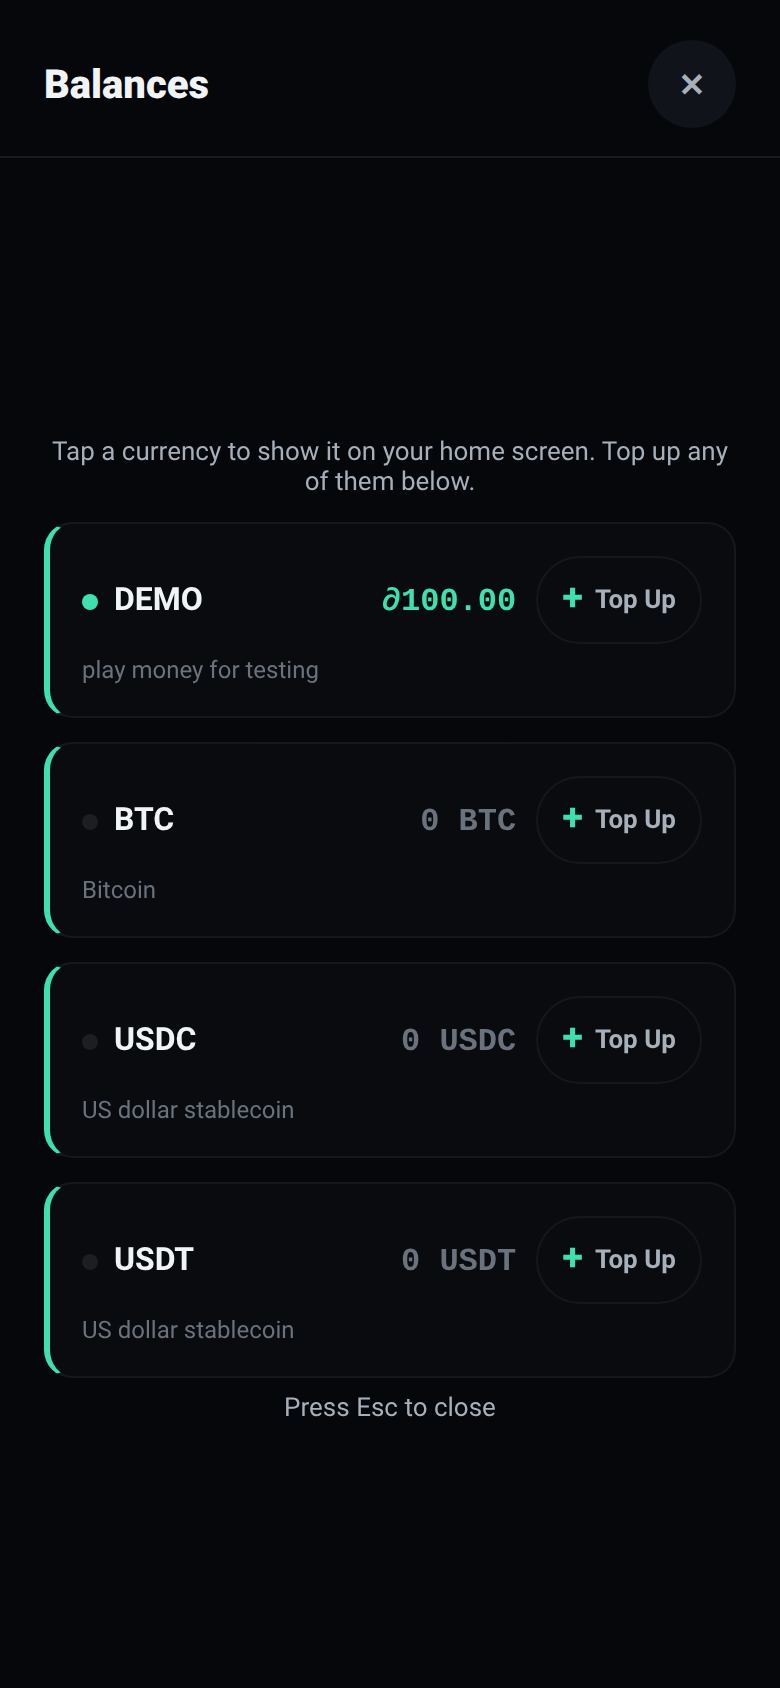 Balances
×
Tap a currency to show it on your home screen. Top up any
of them below.
DEMO ∂100.00 + Top Up
play money for testing
BTC 0 BTC + Top Up
Bitcoin
USDC 0 USDC + Top Up
US dollar stablecoin
USDT 0 USDT + Top Up
US dollar stablecoin
Press Esc to close